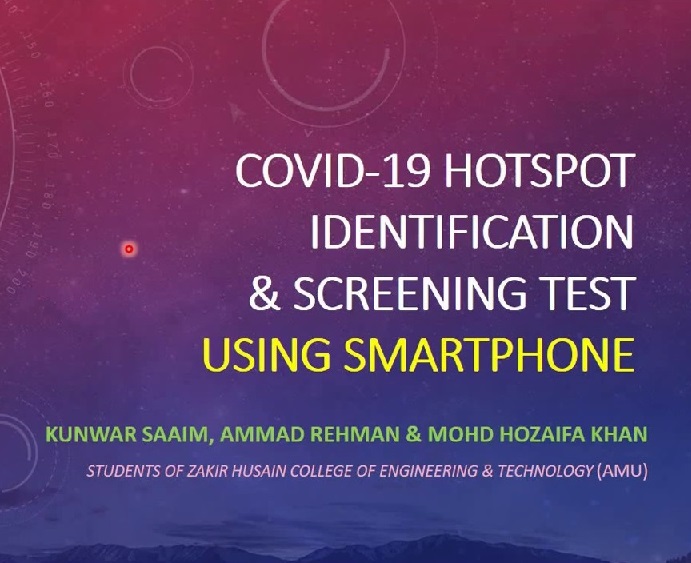 COVID-19 HOTSPOT
IDENTIFICATION
& SCREENING TEST
USING SMARTPHONE
KUNWAR SAAIM, AMMAD REHMAN & MOHD HOZAIFA KHAN
STUDENTS OF ZAKIR HUSAIN COLLEGE OF ENGINEERING & TECHNOLOGY (AMU)